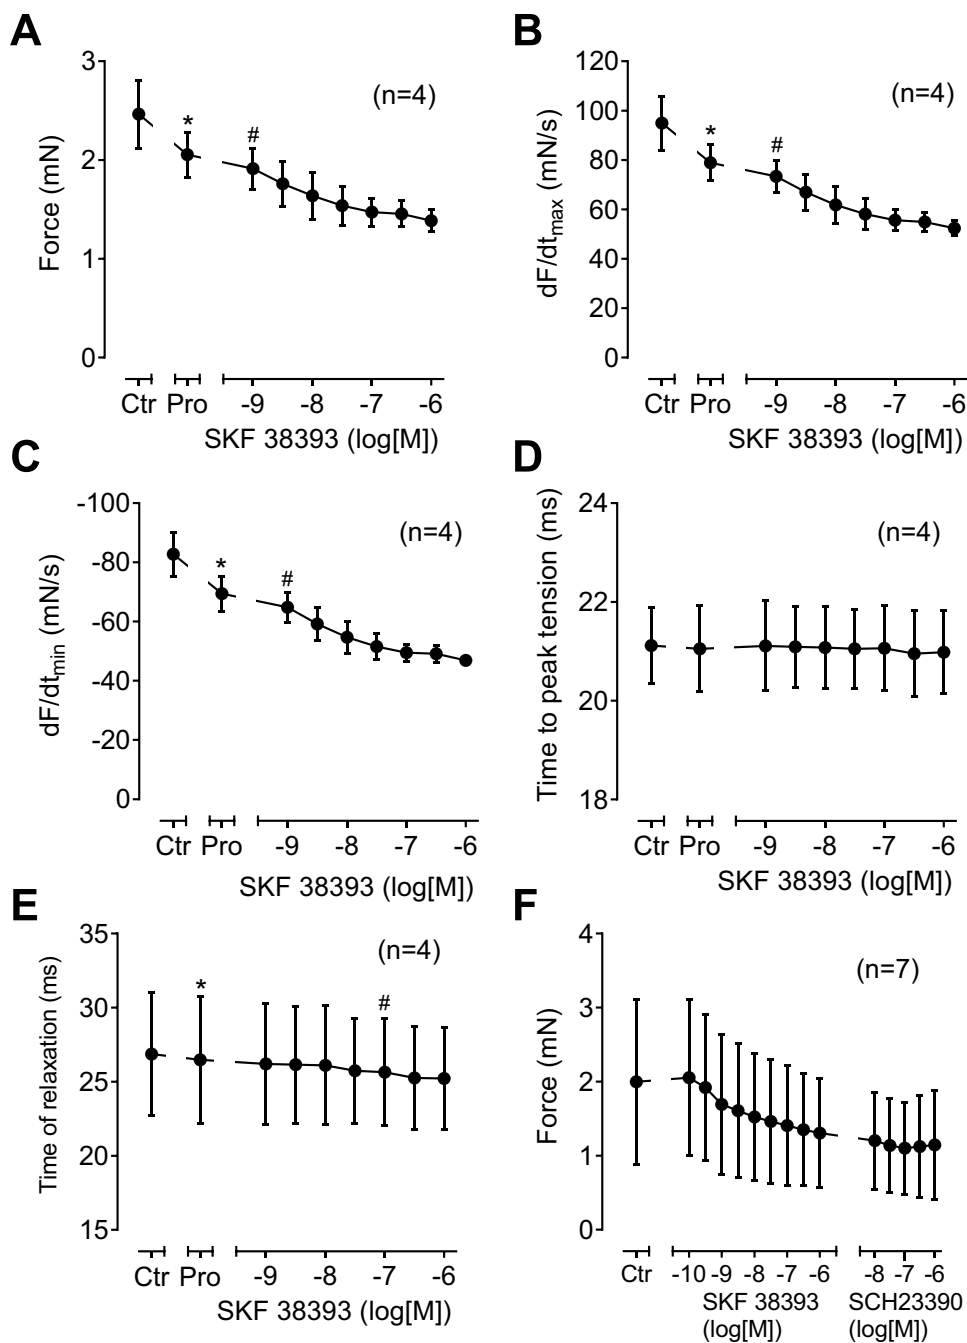 A
3
2
1
0
Force (mN)
(n=4)
*
#
Ctr Pro -9 -8 -7 -6
SKF 38393 (log[M])
B
120
100
80
60
40
20
0
dF/dtmax (mN/s)
(n=4)
*
#
Ctr Pro -9 -8 -7 -6
SKF 38393 (log[M])
C
-100
-80
-60
-40
-20
0
dF/dtmin (mN/s)
(n=4)
*
#
Ctr Pro -9 -8 -7 -6
SKF 38393 (log[M])
D
24
22
20
18
Time to peak tension (ms)
(n=4)
Ctr Pro -9 -8 -7 -6
SKF 38393 (log[M])
E
35
30
25
20
15
Time of relaxation (ms)
(n=4)
*
#
Ctr Pro -9 -8 -7 -6
SKF 38393 (log[M])
F
4
3
2
1
0
Force (mN)
(n=7)
Ctr -10 -9 -8 -7 -6 -8 -7 -6
SKF 38393 SCH23390
(log[M]) (log[M])